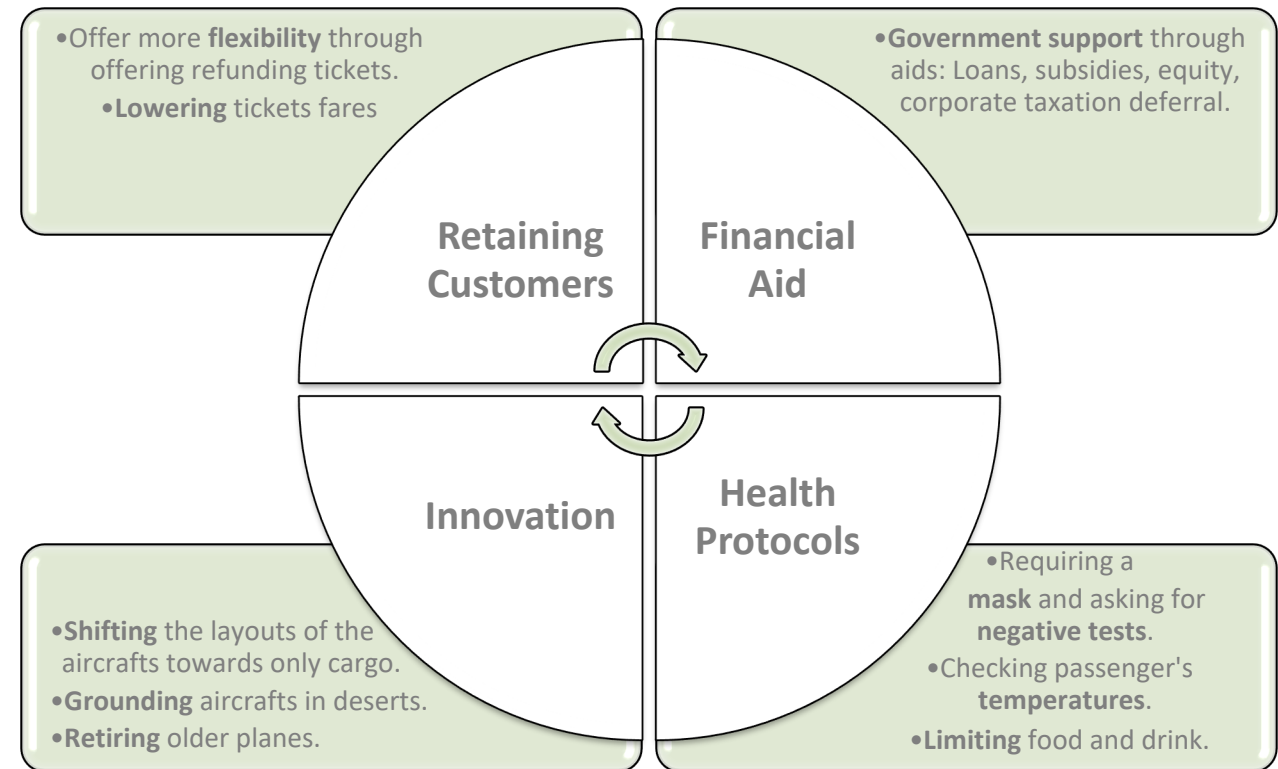 •Offer more flexibility through
offering refunding tickets.
•Lowering tickets fares
•Government support through
aids: Loans, subsidies, equity,
corporate taxation deferral.
Retaining
Customers
Financial
Aid
Innovation
Health
Protocols
•Shifting the layouts of the
aircrafts towards only cargo.
•Grounding aircrafts in deserts.
•Retiring older planes.
•Requiring a
mask and asking for
negative tests.
•Checking passenger's
temperatures.
•Limiting food and drink.